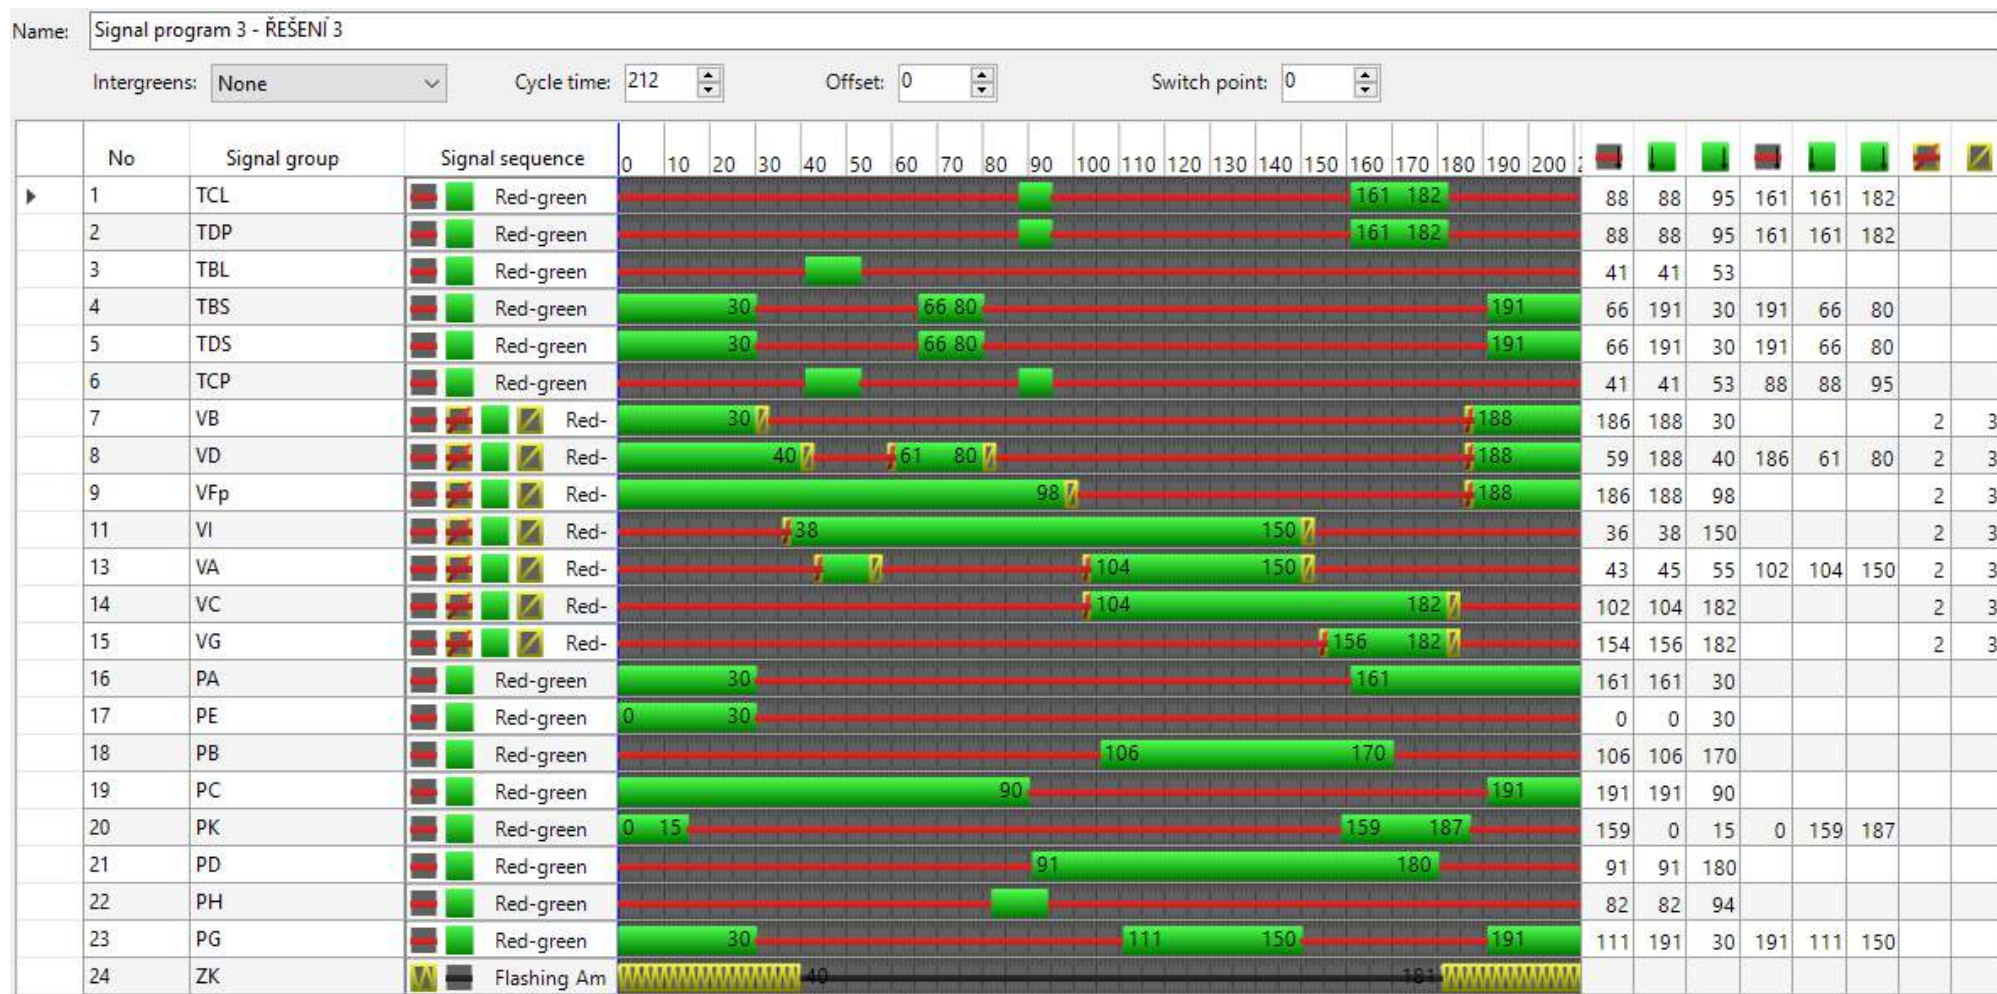 Name: Signal program 3 - ŘEŠENÍ 3
Intergreens: None Cycle time: 212 Offset: 0 Switch point: 0
No Signal group Signal sequence 0 10 20 30 40 50 60 70 80 90 100 110 120 130 140 150 160 170 180 190 200
1 TCL Red-green 161 182 88 88 95 161 161 182
2 TDP Red-green 161 182 88 88 95 161 161 182
3 TBL Red-green 41 41 53
4 TBS Red-green 30 66 80 191 66 191 30 191 66 80
5 TDS Red-green 30 66 80 191 66 191 30 191 66 80
6 TCP Red-green 41 41 53 88 88 95
7 VB Red- 30 188 186 188 30 2 3
8 VD Red- 40 61 80 188 59 188 40 186 61 80 2 3
9 VFp Red- 98 188 186 188 98 2 3
11 VI Red- 38 150 36 38 150 2 3
13 VA Red- 104 150 43 45 55 102 104 150 2 3
14 VC Red- 104 182 102 104 182 2 3
15 VG Red- 156 182 154 156 182 2 3
16 PA Red-green 30 161 161 161 30
17 PE Red-green 0 30 0 0 30
18 PB Red-green 106 170 106 106 170
19 PC Red-green 90 191 191 191 90
20 PK Red-green 0 15 159 187 159 0 15 0 159 187
21 PD Red-green 91 180 91 91 180
22 PH Red-green 82 82 94
23 PG Red-green 30 111 150 191 111 191 30 191 111 150
24 ZK Flashing Am 40 181